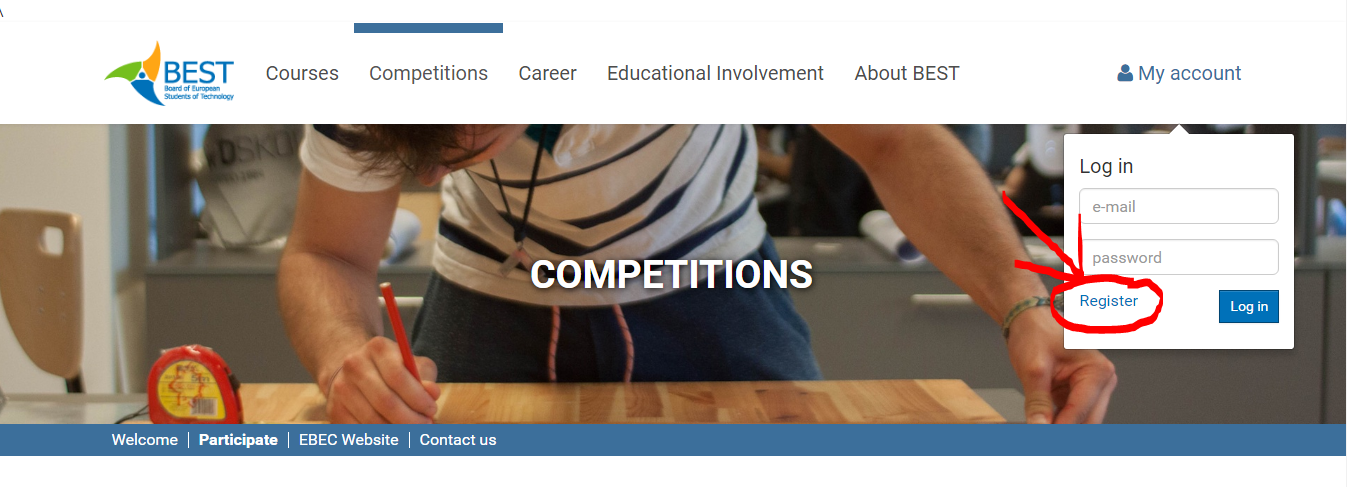 \
BEST
Board of European
Students of Technology
Courses
Competitions
Career
Educational Involvement
About BEST
My account
Log in
e-mail
password
Register
Log in
COMPETITIONS
Welcome | Participate | EBEC Website | Contact us